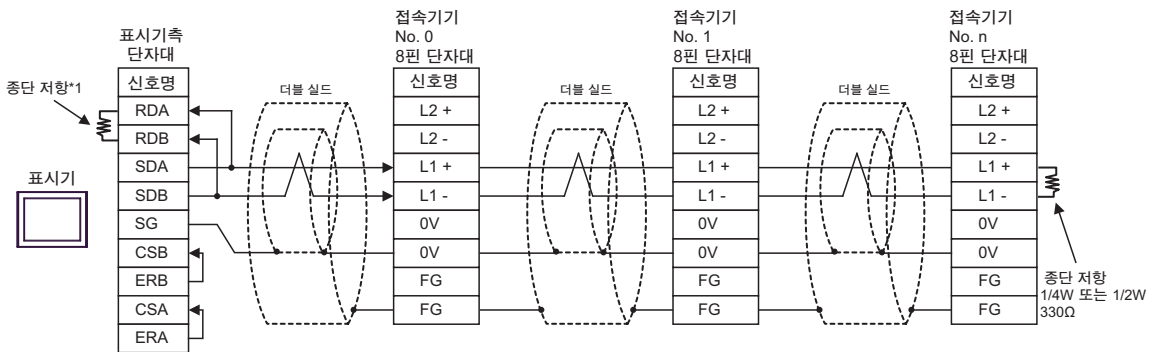 표시기
종단 저항*1
표시기측
단자대
신호명
RDA
RDB
SDA
SDB
SG
CSB
ERB
CSA
ERA
더블 실드
접속기기
No. 0
8핀 단자대
신호명
L2 +
L2 -
L1 +
L1 -
0V
0V
FG
FG
더블 실드
접속기기
No. 1
8핀 단자대
신호명
L2 +
L2 -
L1 +
L1 -
0V
0V
FG
FG
더블 실드
접속기기
No. n
8핀 단자대
신호명
L2 +
L2 -
L1 +
L1 -
0V
0V
FG
FG
종단 저항
1/4W 또는 1/2W
330Ω